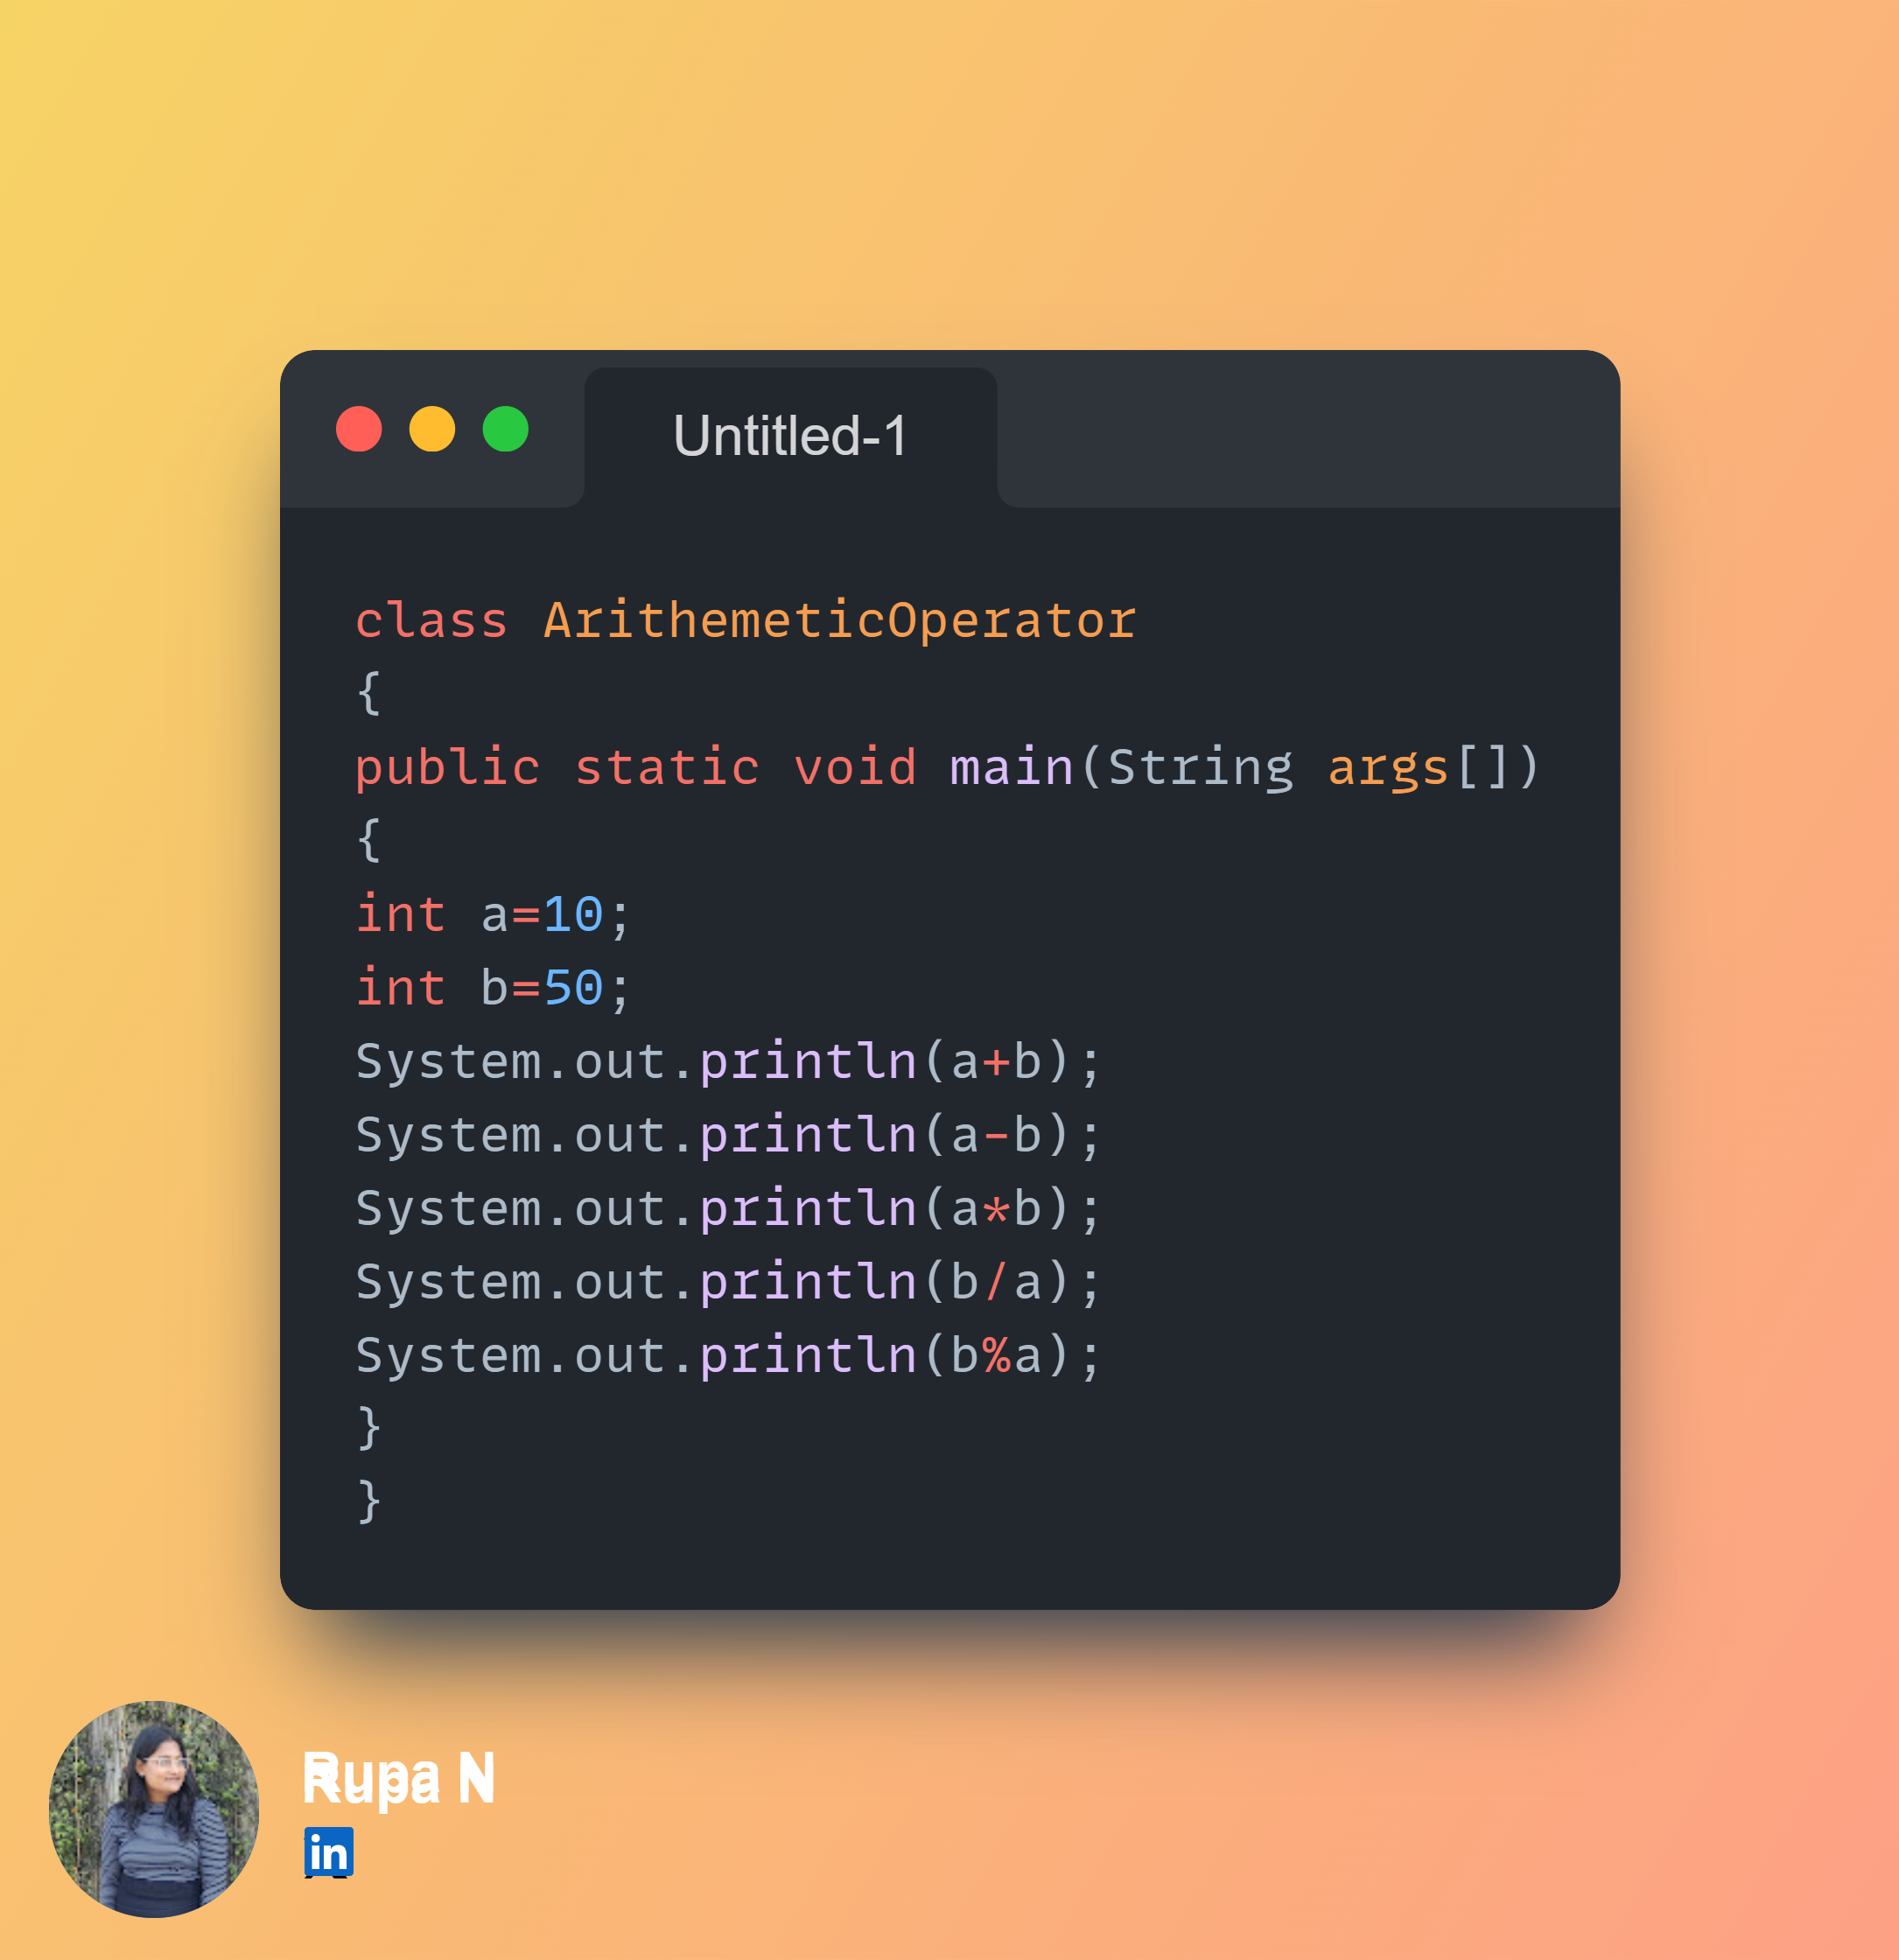 Untitled-1
class ArithemeticOperator
{
public static void main(String args[])
{
int a=10;
int b=50;
System.out.println(a+b);
System.out.println(a-b);
System.out.println(a*b);
System.out.println(b/a);
System.out.println(b%a);
}
}
Rupa N
in